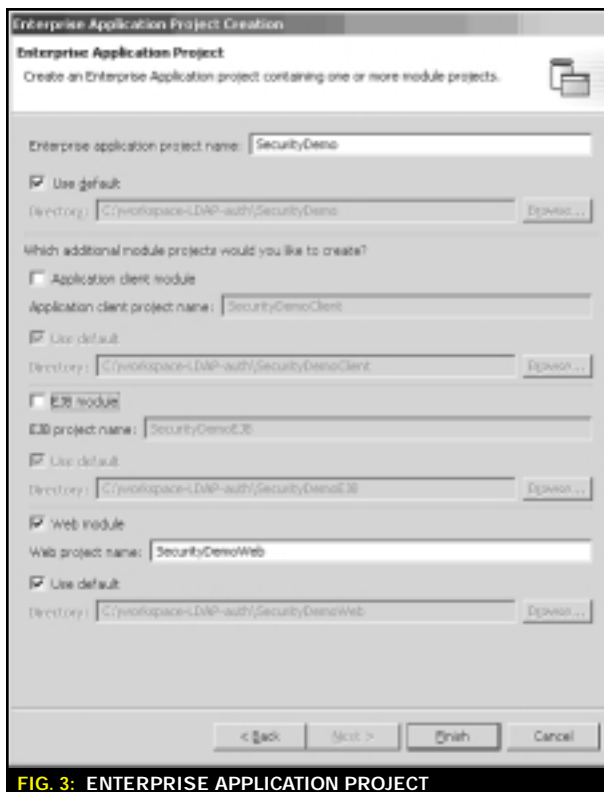 Enterprise Application Project Creation
Enterprise Application Project
Create an Enterprise Application project containing one or more module projects.
Enterprise application project name: SecurityDemo
Use default
Directory: C:\workspace-LDAP-auth\SecurityDemo Browse...
Which additional module projects would you like to create?
Application client module
Application client project name: SecurityDemoClient
Use default
Directory: C:\workspace-LDAP-auth\SecurityDemoClient Browse...
EJB module
EJB project name: SecurityDemoEJB
Use default
Directory: C:\workspace-LDAP-auth\SecurityDemoEJB Browse...
Web module
Web project name: SecurityDemoWeb
Use default
Directory: C:\workspace-LDAP-auth\SecurityDemoWeb Browse...
< Back Next > Finish Cancel
FIG. 3: ENTERPRISE APPLICATION PROJECT